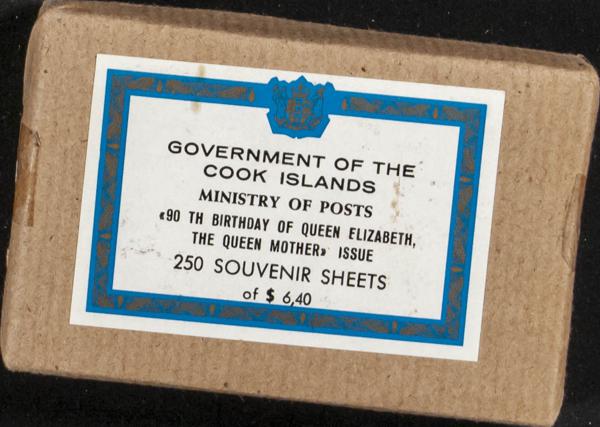 GOVERNMENT OF THE
COOK ISLANDS
MINISTRY OF POSTS
«90 TH BIRTHDAY OF QUEEN ELIZABETH,
THE QUEEN MOTHER» ISSUE
250 SOUVENIR SHEETS
of $ 6,40